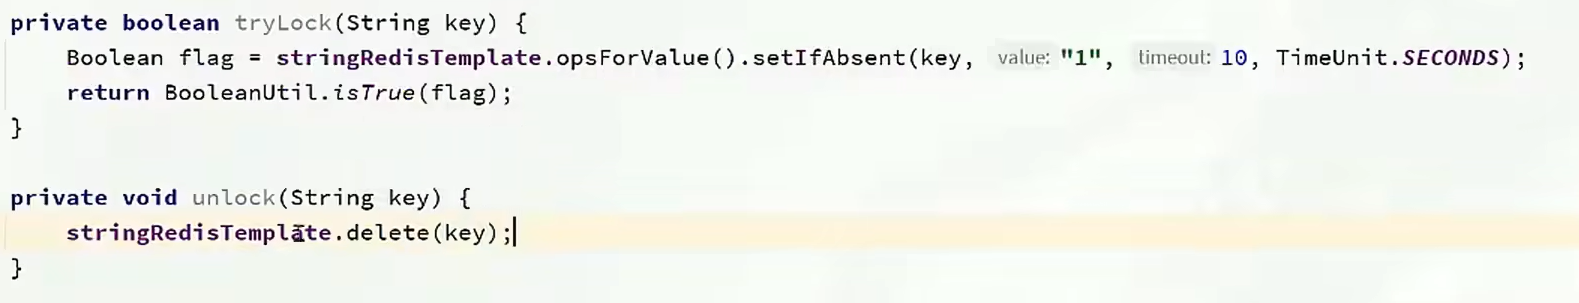 private boolean tryLock(String key) {
Boolean flag = stringRedisTemplate.opsForValue().setIfAbsent(key, value: "1", timeout: 10, TimeUnit.SECONDS);
return BooleanUtil.isTrue(flag);
}
private void unlock(String key) {
stringRedisTemplate.delete(key);
}